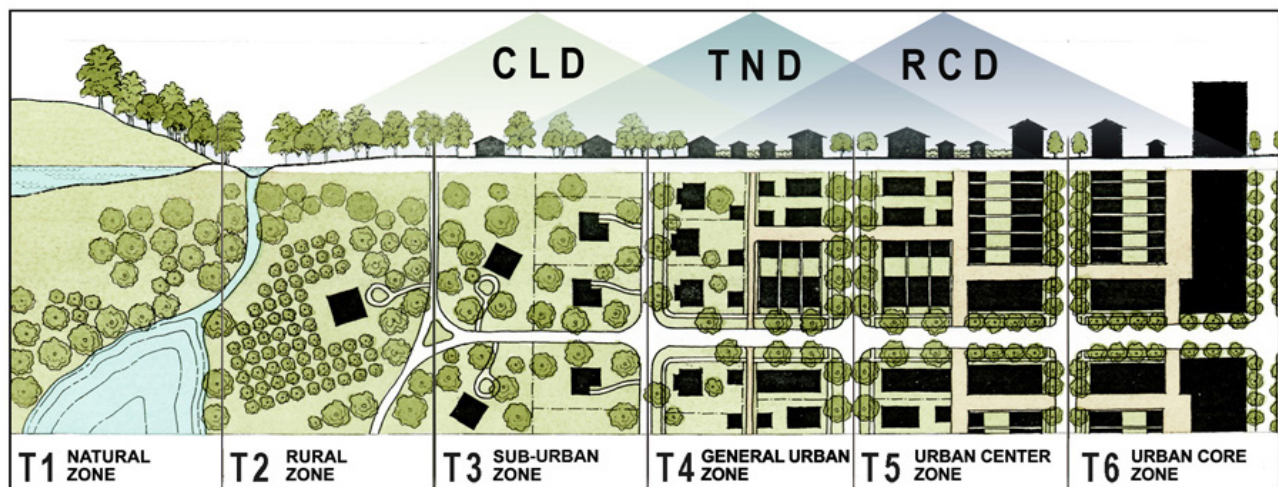 CLD
TND
RCD
T1 NATURAL
ZONE
T2 RURAL
ZONE
T3 SUB-URBAN
ZONE
T4 GENERAL URBAN
ZONE
T5 URBAN CENTER
ZONE
T6 URBAN CORE
ZONE